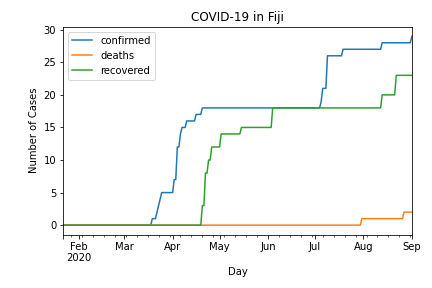 COVID-19 in Fiji
confirmed
deaths
recovered
Number of Cases
30
25
20
15
10
5
0
Feb Mar Apr May Jun Jul Aug Sep
2020
Day